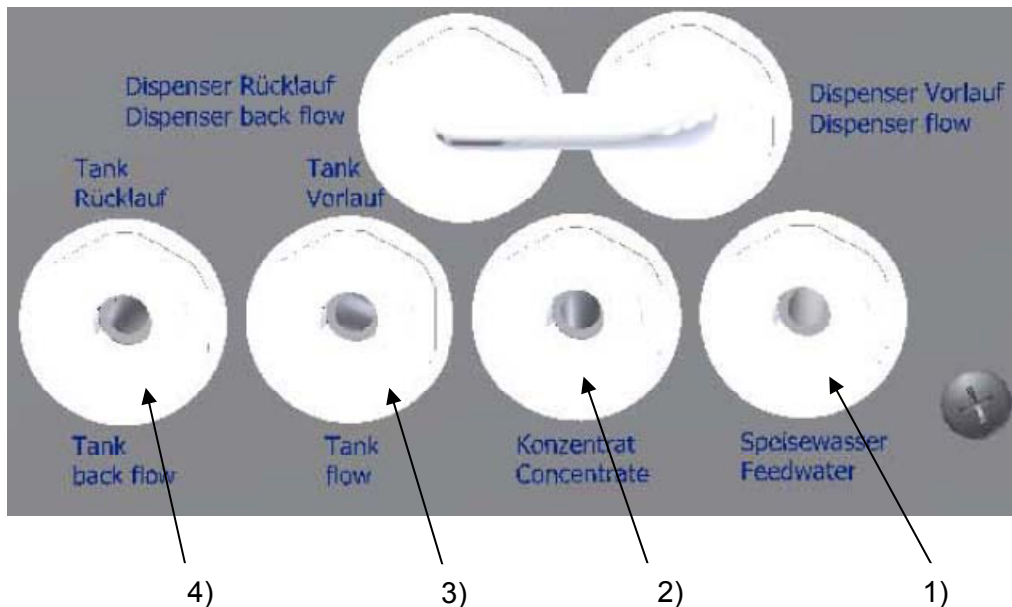 Dispenser Rücklauf
Dispenser back flow
Dispenser Vorlauf
Dispenser flow
Tank
Rücklauf
Tank
Vorlauf
Tank
back flow
Tank
flow
Konzentrat
Concentrate
Speisewasser
Feedwater
4)
3)
2)
1)